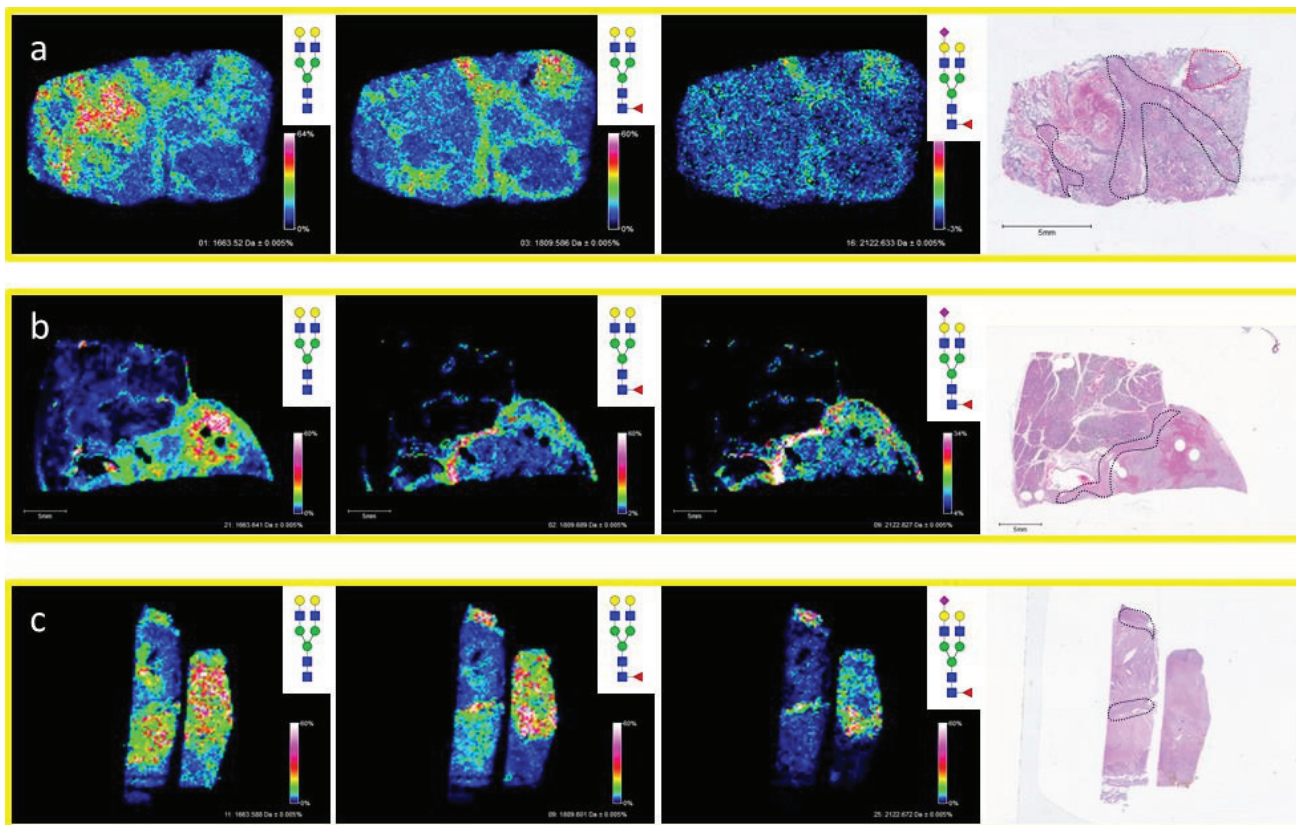 a
64%
0%
01: 1663.52 Da ± 0.005%
60%
0%
03: 1809.586 Da ± 0.005%
-3%
16: 2122.633 Da ± 0.005%
5mm
b
60%
0%
5mm
21: 1663.641 Da ± 0.005%
60%
2%
5mm
02: 1809.689 Da ± 0.005%
34%
4%
5mm
09: 2122.827 Da ± 0.005%
5mm
c
60%
0%
11: 1663.588 Da ± 0.005%
60%
0%
09: 1809.601 Da ± 0.005%
60%
0%
25: 2122.672 Da ± 0.005%
5mm